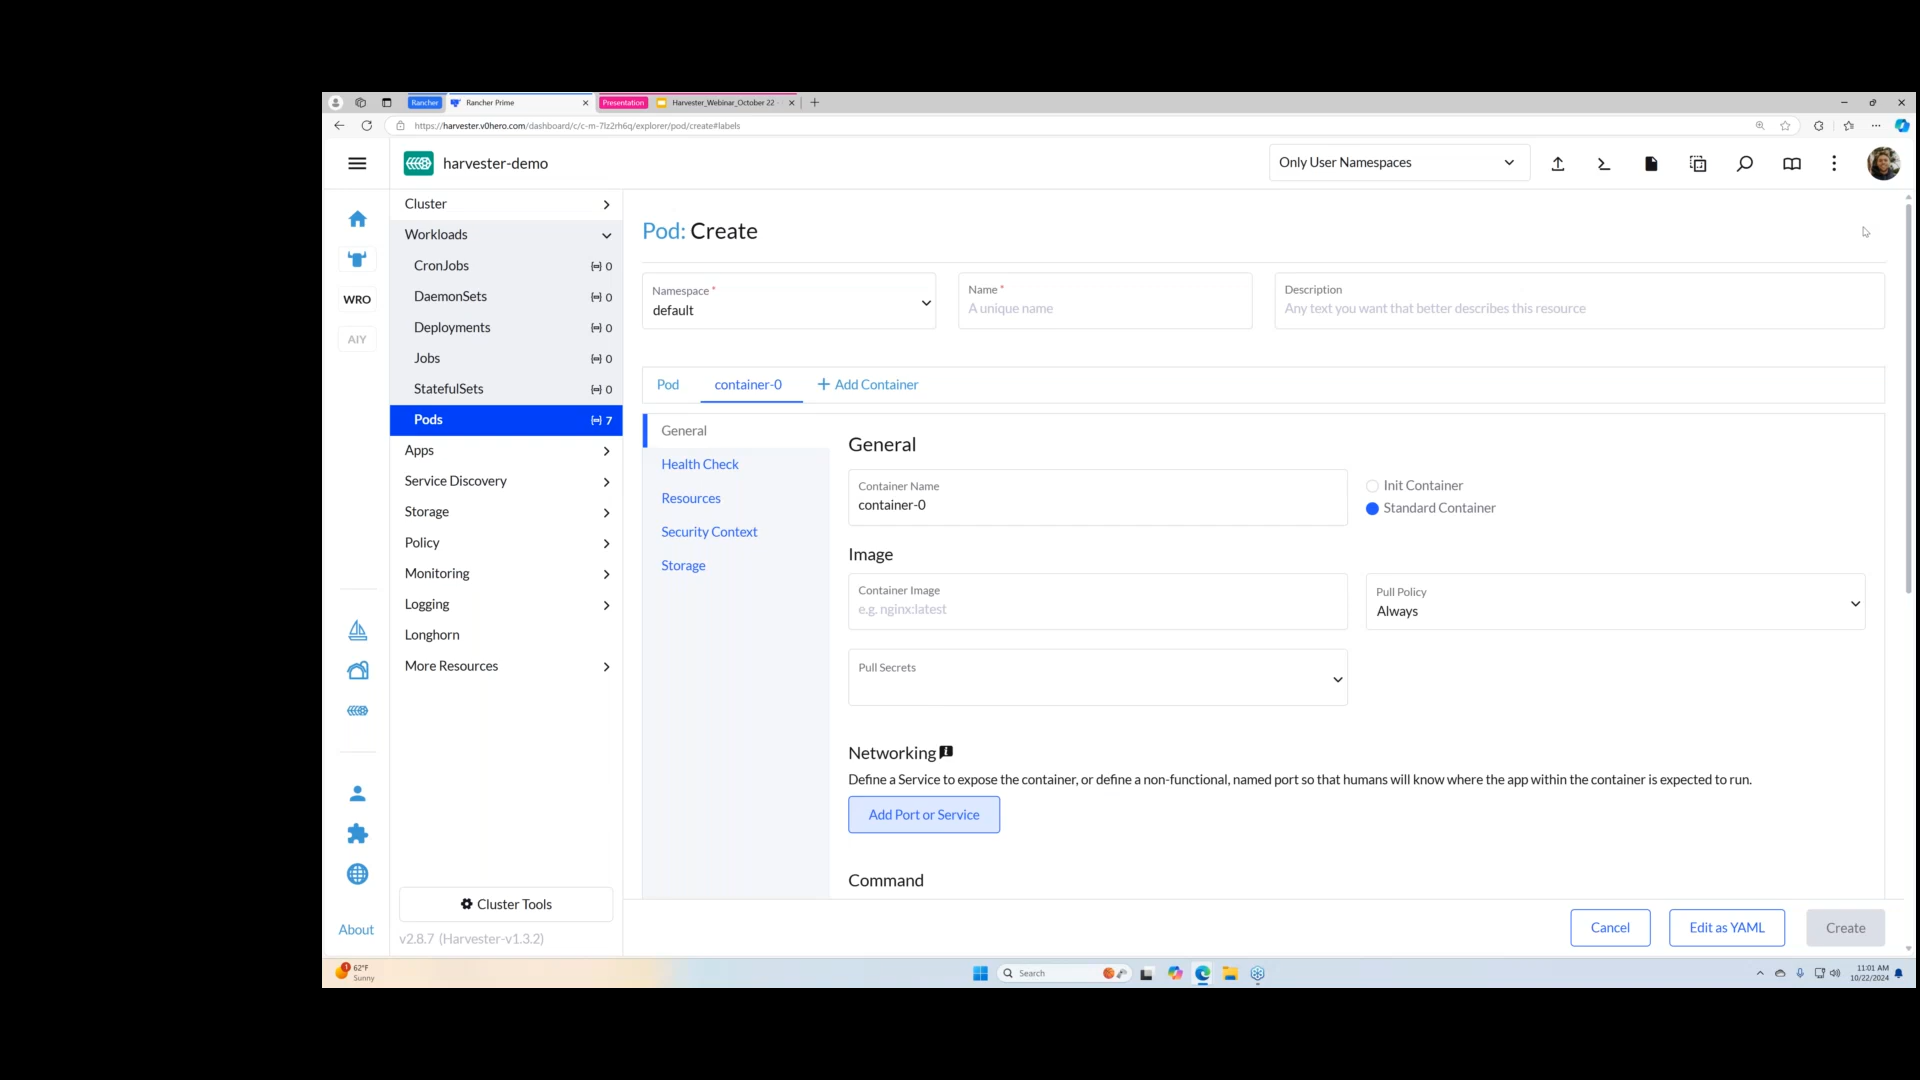 Rancher
Rancher Prime
Presentation
Harvester_Webinar_October 22
https://harvester.v0hero.com/dashboard/c/c-m-7lz2rh6q/explorer/pod/create#labels
harvester-demo
Only User Namespaces
WRO
AIY
About
Cluster
Workloads
CronJobs 0
DaemonSets 0
Deployments 0
Jobs 0
StatefulSets 0
Pods 7
Apps
Service Discovery
Storage
Policy
Monitoring
Logging
Longhorn
More Resources
Cluster Tools
v2.8.7 (Harvester-v1.3.2)
Pod: Create
Namespace *
default
Name *
A unique name
Description
Any text you want that better describes this resource
Pod
container-0
+ Add Container
General
Health Check
Resources
Security Context
Storage
General
Container Name
container-0
Init Container
Standard Container
Image
Container Image
e.g. nginx:latest
Pull Policy
Always
Pull Secrets
Networking
Define a Service to expose the container, or define a non-functional, named port so that humans will know where the app within the container is expected to run.
Add Port or Service
Command
Cancel
Edit as YAML
Create
1
62°F
Sunny
Search
11:01 AM
10/22/2024